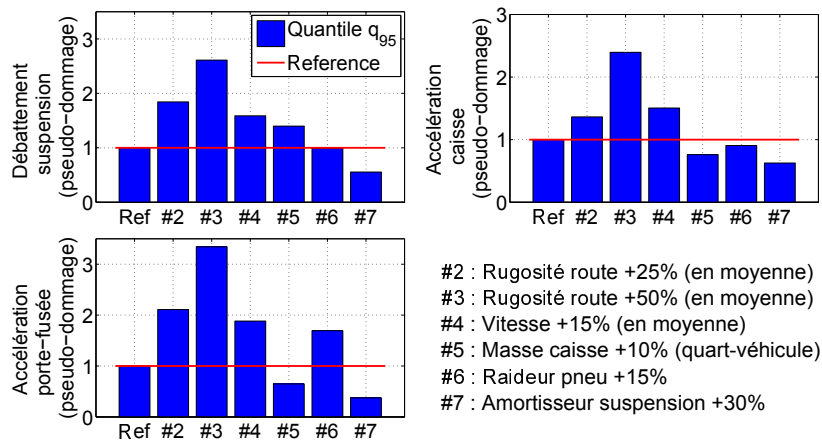 Débattement
suspension
(pseudo−dommage)
3
2
1
0
Quantile q95
Reference
Ref #2 #3 #4 #5 #6 #7
Accélération
caisse
(pseudo−dommage)
3
2
1
0
Ref #2 #3 #4 #5 #6 #7
Accélération
porte−fusée
(pseudo−dommage)
3
2
1
0
Ref #2 #3 #4 #5 #6 #7
#2 : Rugosité route +25% (en moyenne)
#3 : Rugosité route +50% (en moyenne)
#4 : Vitesse +15% (en moyenne)
#5 : Masse caisse +10% (quart-véhicule)
#6 : Raideur pneu +15%
#7 : Amortisseur suspension +30%